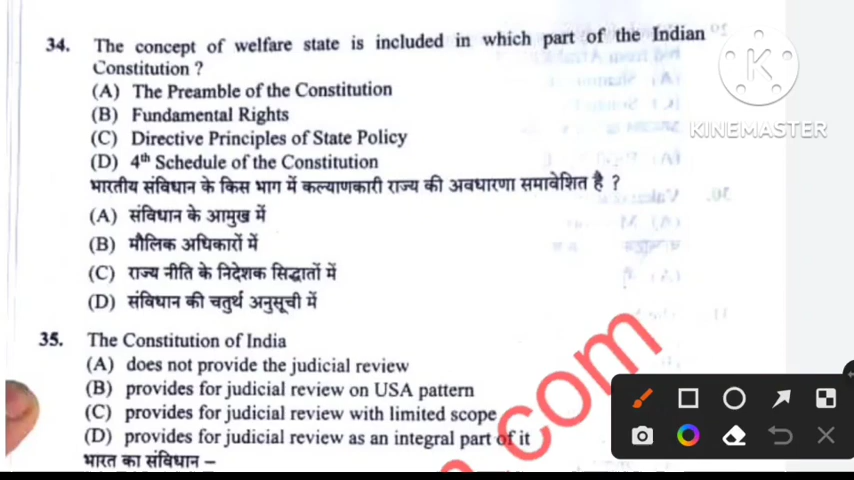 34. The concept of welfare state is included in which part of the Indian
Constitution ?
(A) The Preamble of the Constitution
(B) Fundamental Rights
(C) Directive Principles of State Policy
(D) 4th Schedule of the Constitution
भारतीय संविधान के किस भाग में कल्याणकारी राज्य की अवधारणा समावेशित है ?
(A) संविधान के आमुख में
(B) मौलिक अधिकारों में
(C) राज्य नीति के निदेशक सिद्धातों में
(D) संविधान की चतुर्थ अनुसूची में
35. The Constitution of India
(A) does not provide the judicial review
(B) provides for judicial review on USA pattern
(C) provides for judicial review with limited scope
(D) provides for judicial review as an integral part of it
भारत का संविधान –
K
KINEMASTER
com